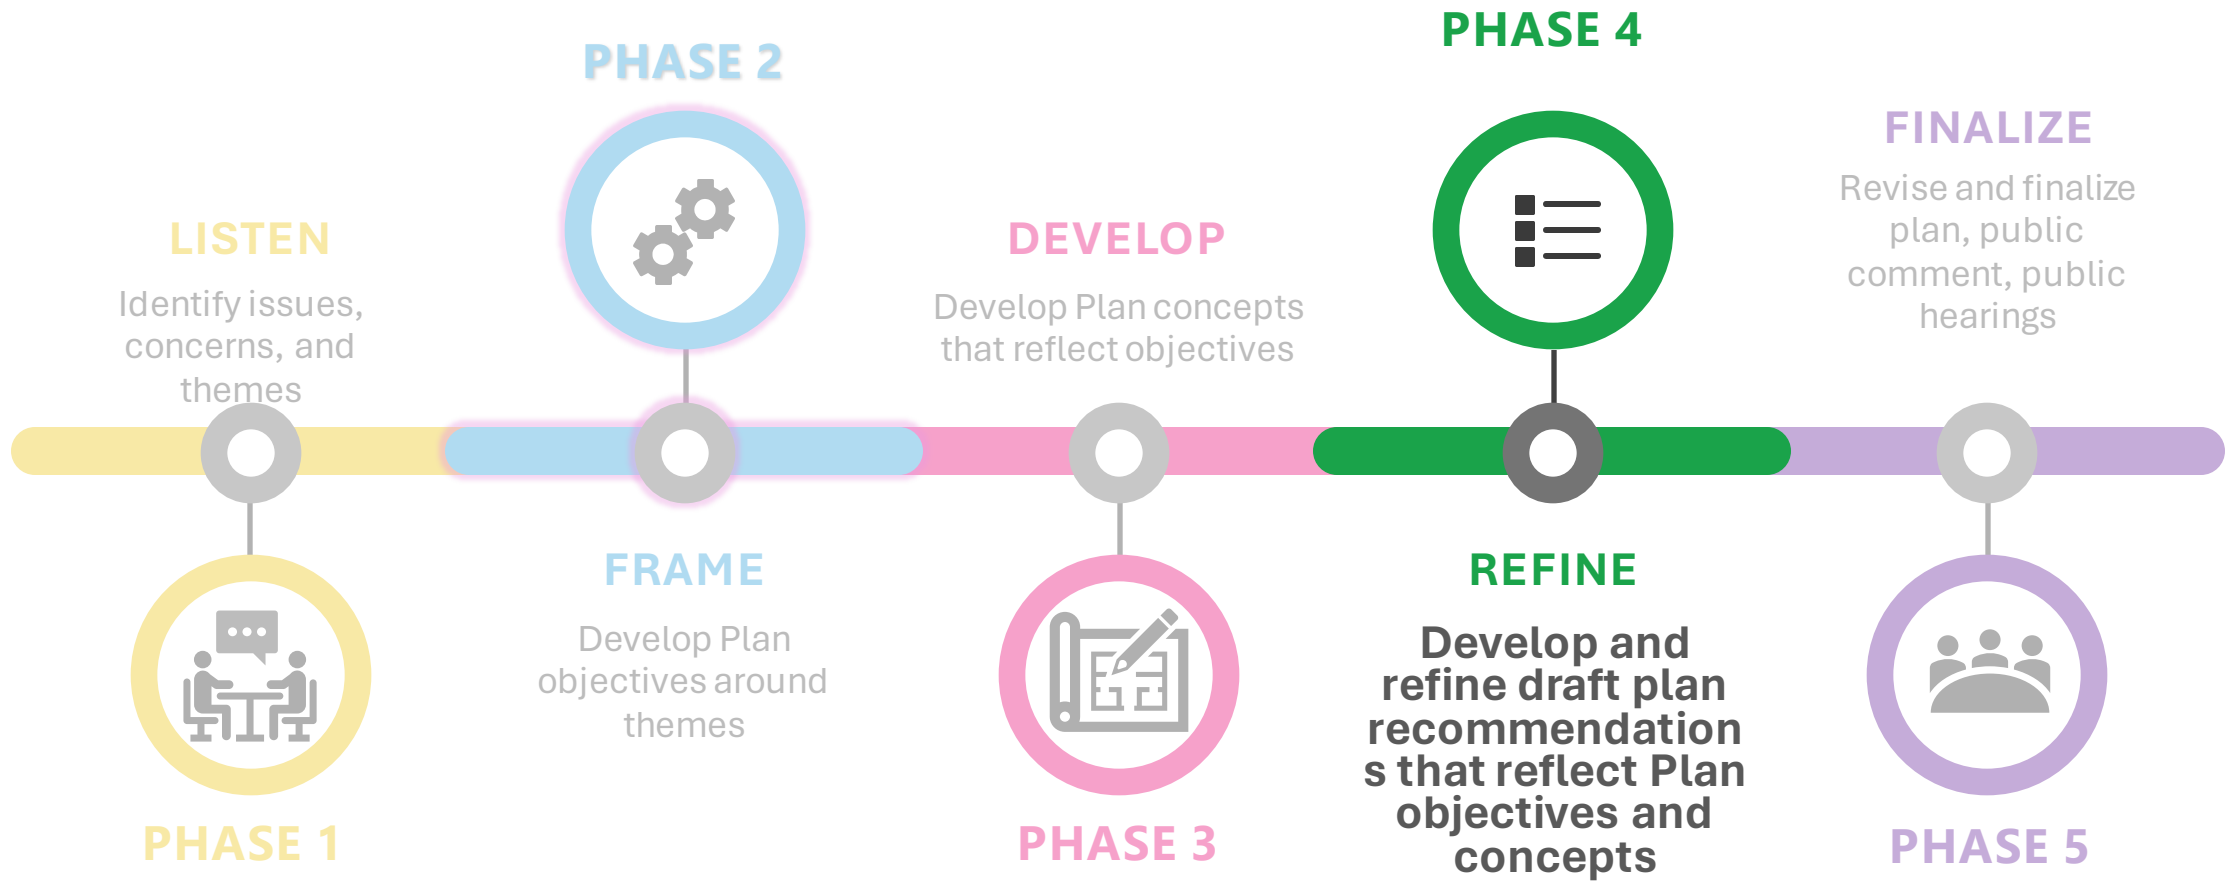 PHASE 1
LISTEN
Identify issues,
concerns, and
themes
PHASE 2
FRAME
Develop Plan
objectives around
themes
PHASE 3
DEVELOP
Develop Plan concepts
that reflect objectives
PHASE 4
REFINE
Develop and
refine draft plan
recommendation
s that reflect Plan
objectives and
concepts
PHASE 5
FINALIZE
Revise and finalize
plan, public
comment, public
hearings